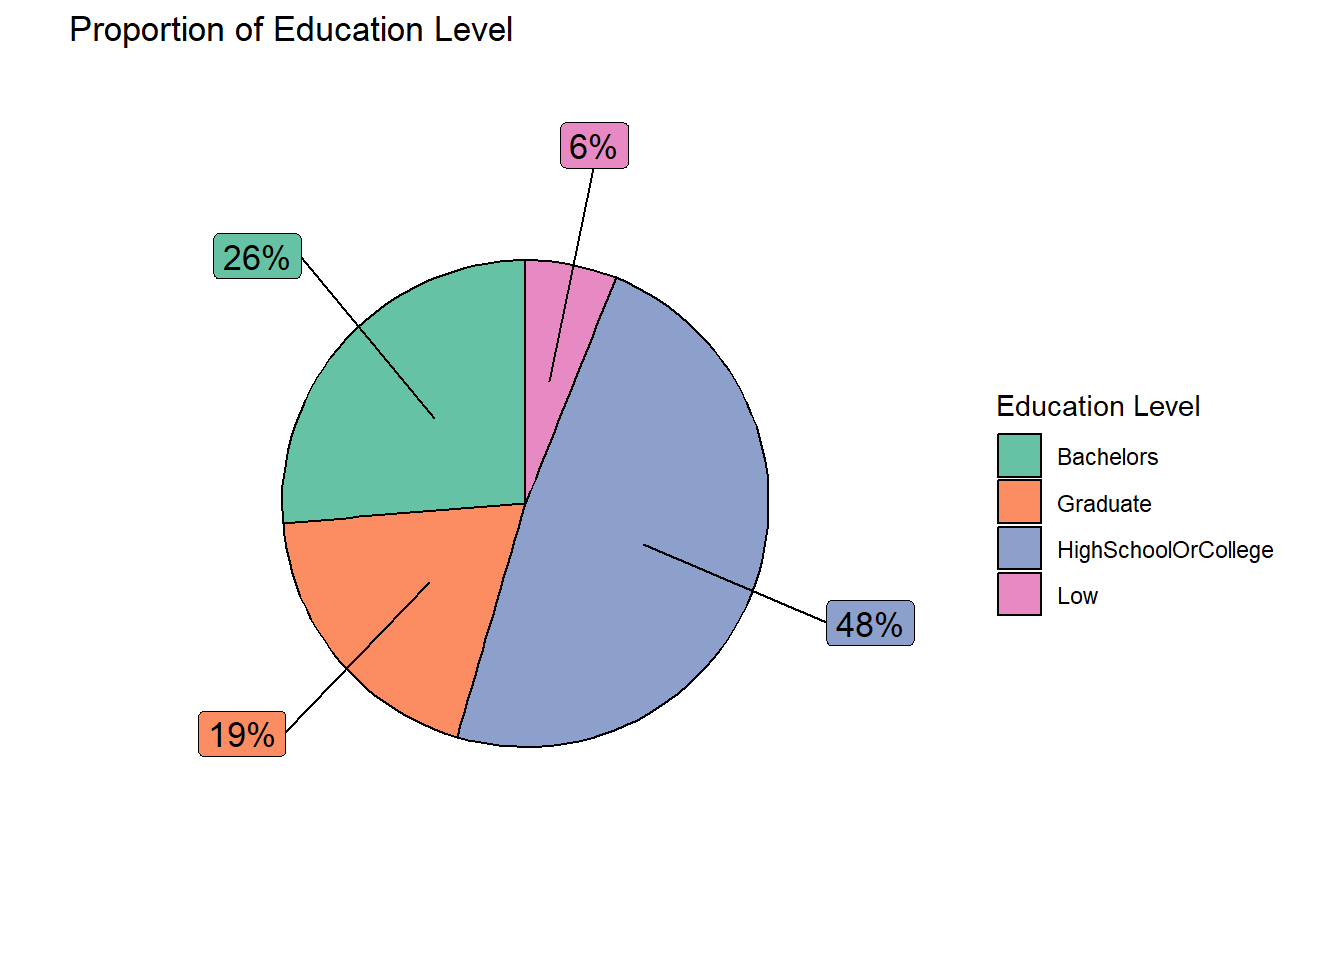 Proportion of Education Level
6%
26%
48%
19%
Education Level
Bachelors
Graduate
HighSchoolOrCollege
Low